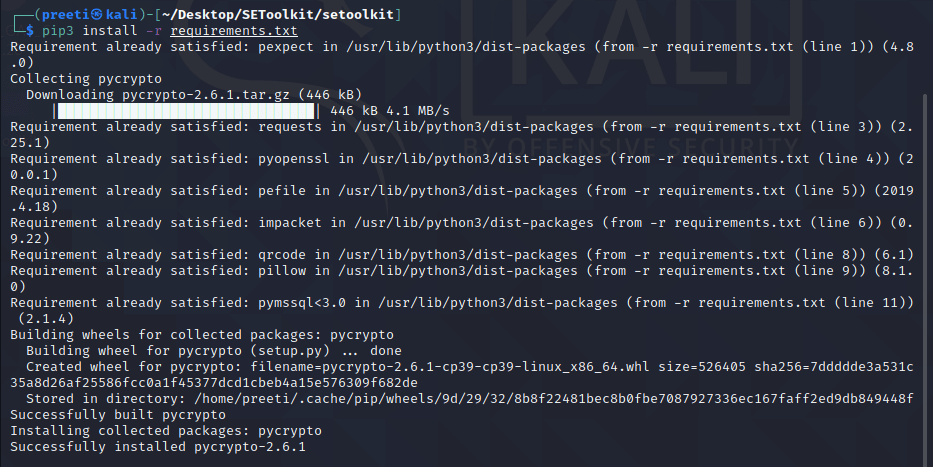 ┌──(preeti㉿kali)-[~/Desktop/SEToolkit/setoolkit]
└─$ pip3 install -r requirements.txt
Requirement already satisfied: pexpect in /usr/lib/python3/dist-packages (from -r requirements.txt (line 1)) (4.8
.0)
Collecting pycrypto
  Downloading pycrypto-2.6.1.tar.gz (446 kB)
     |████████████████████████████████| 446 kB 4.1 MB/s
Requirement already satisfied: requests in /usr/lib/python3/dist-packages (from -r requirements.txt (line 3)) (2.
25.1)
Requirement already satisfied: pyopenssl in /usr/lib/python3/dist-packages (from -r requirements.txt (line 4)) (2
0.0.1)
Requirement already satisfied: pefile in /usr/lib/python3/dist-packages (from -r requirements.txt (line 5)) (2019
.4.18)
Requirement already satisfied: impacket in /usr/lib/python3/dist-packages (from -r requirements.txt (line 6)) (0.
9.22)
Requirement already satisfied: qrcode in /usr/lib/python3/dist-packages (from -r requirements.txt (line 8)) (6.1)
Requirement already satisfied: pillow in /usr/lib/python3/dist-packages (from -r requirements.txt (line 9)) (8.1.
0)
Requirement already satisfied: pymssql<3.0 in /usr/lib/python3/dist-packages (from -r requirements.txt (line 11))
 (2.1.4)
Building wheels for collected packages: pycrypto
  Building wheel for pycrypto (setup.py) ... done
  Created wheel for pycrypto: filename=pycrypto-2.6.1-cp39-cp39-linux_x86_64.whl size=526405 sha256=7dddddde3a531c
35a8d26af25586fcc0a1f45377dcd1cbeb4a15e576309f682de
  Stored in directory: /home/preeti/.cache/pip/wheels/9d/29/32/8b8f22481bec8b0fbe7087927336ec167faff2ed9db849448f
Successfully built pycrypto
Installing collected packages: pycrypto
Successfully installed pycrypto-2.6.1
KALI
BY OFFENSIVE SECURITY